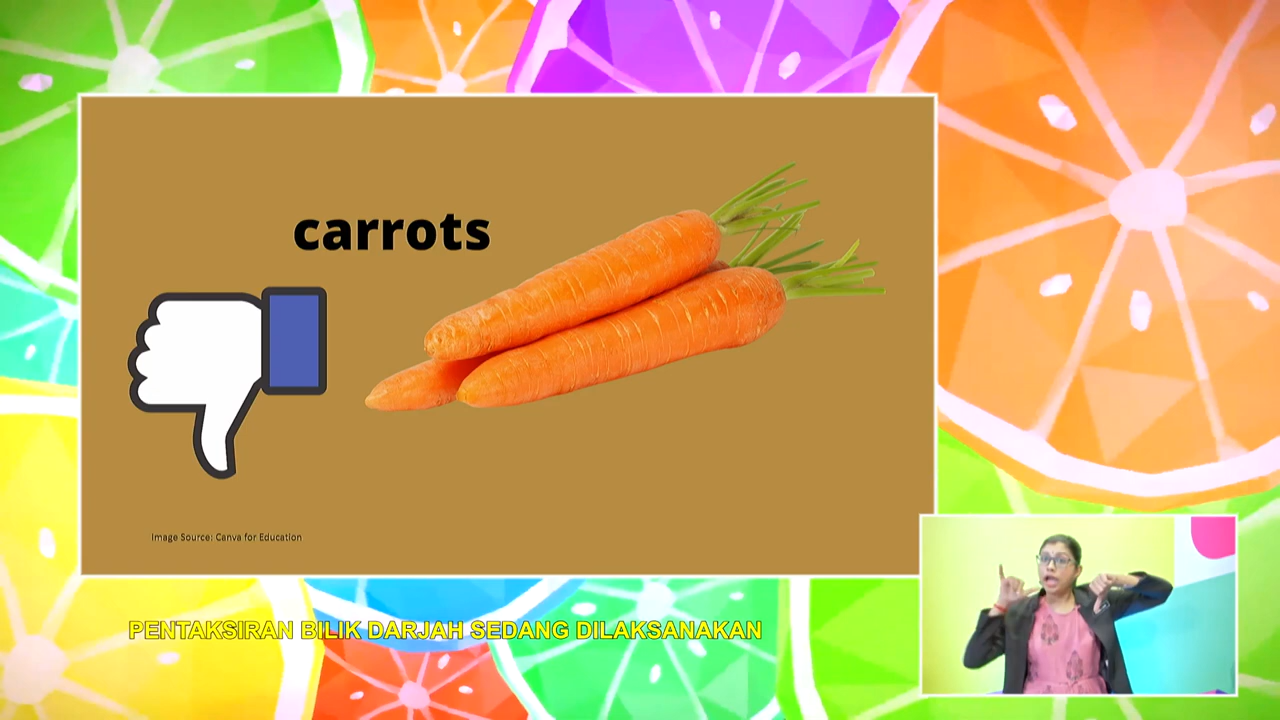 carrots
Image Source: Canva for Education
PENTAKSIRAN BILIK DARJAH SEDANG DILAKSANAKAN